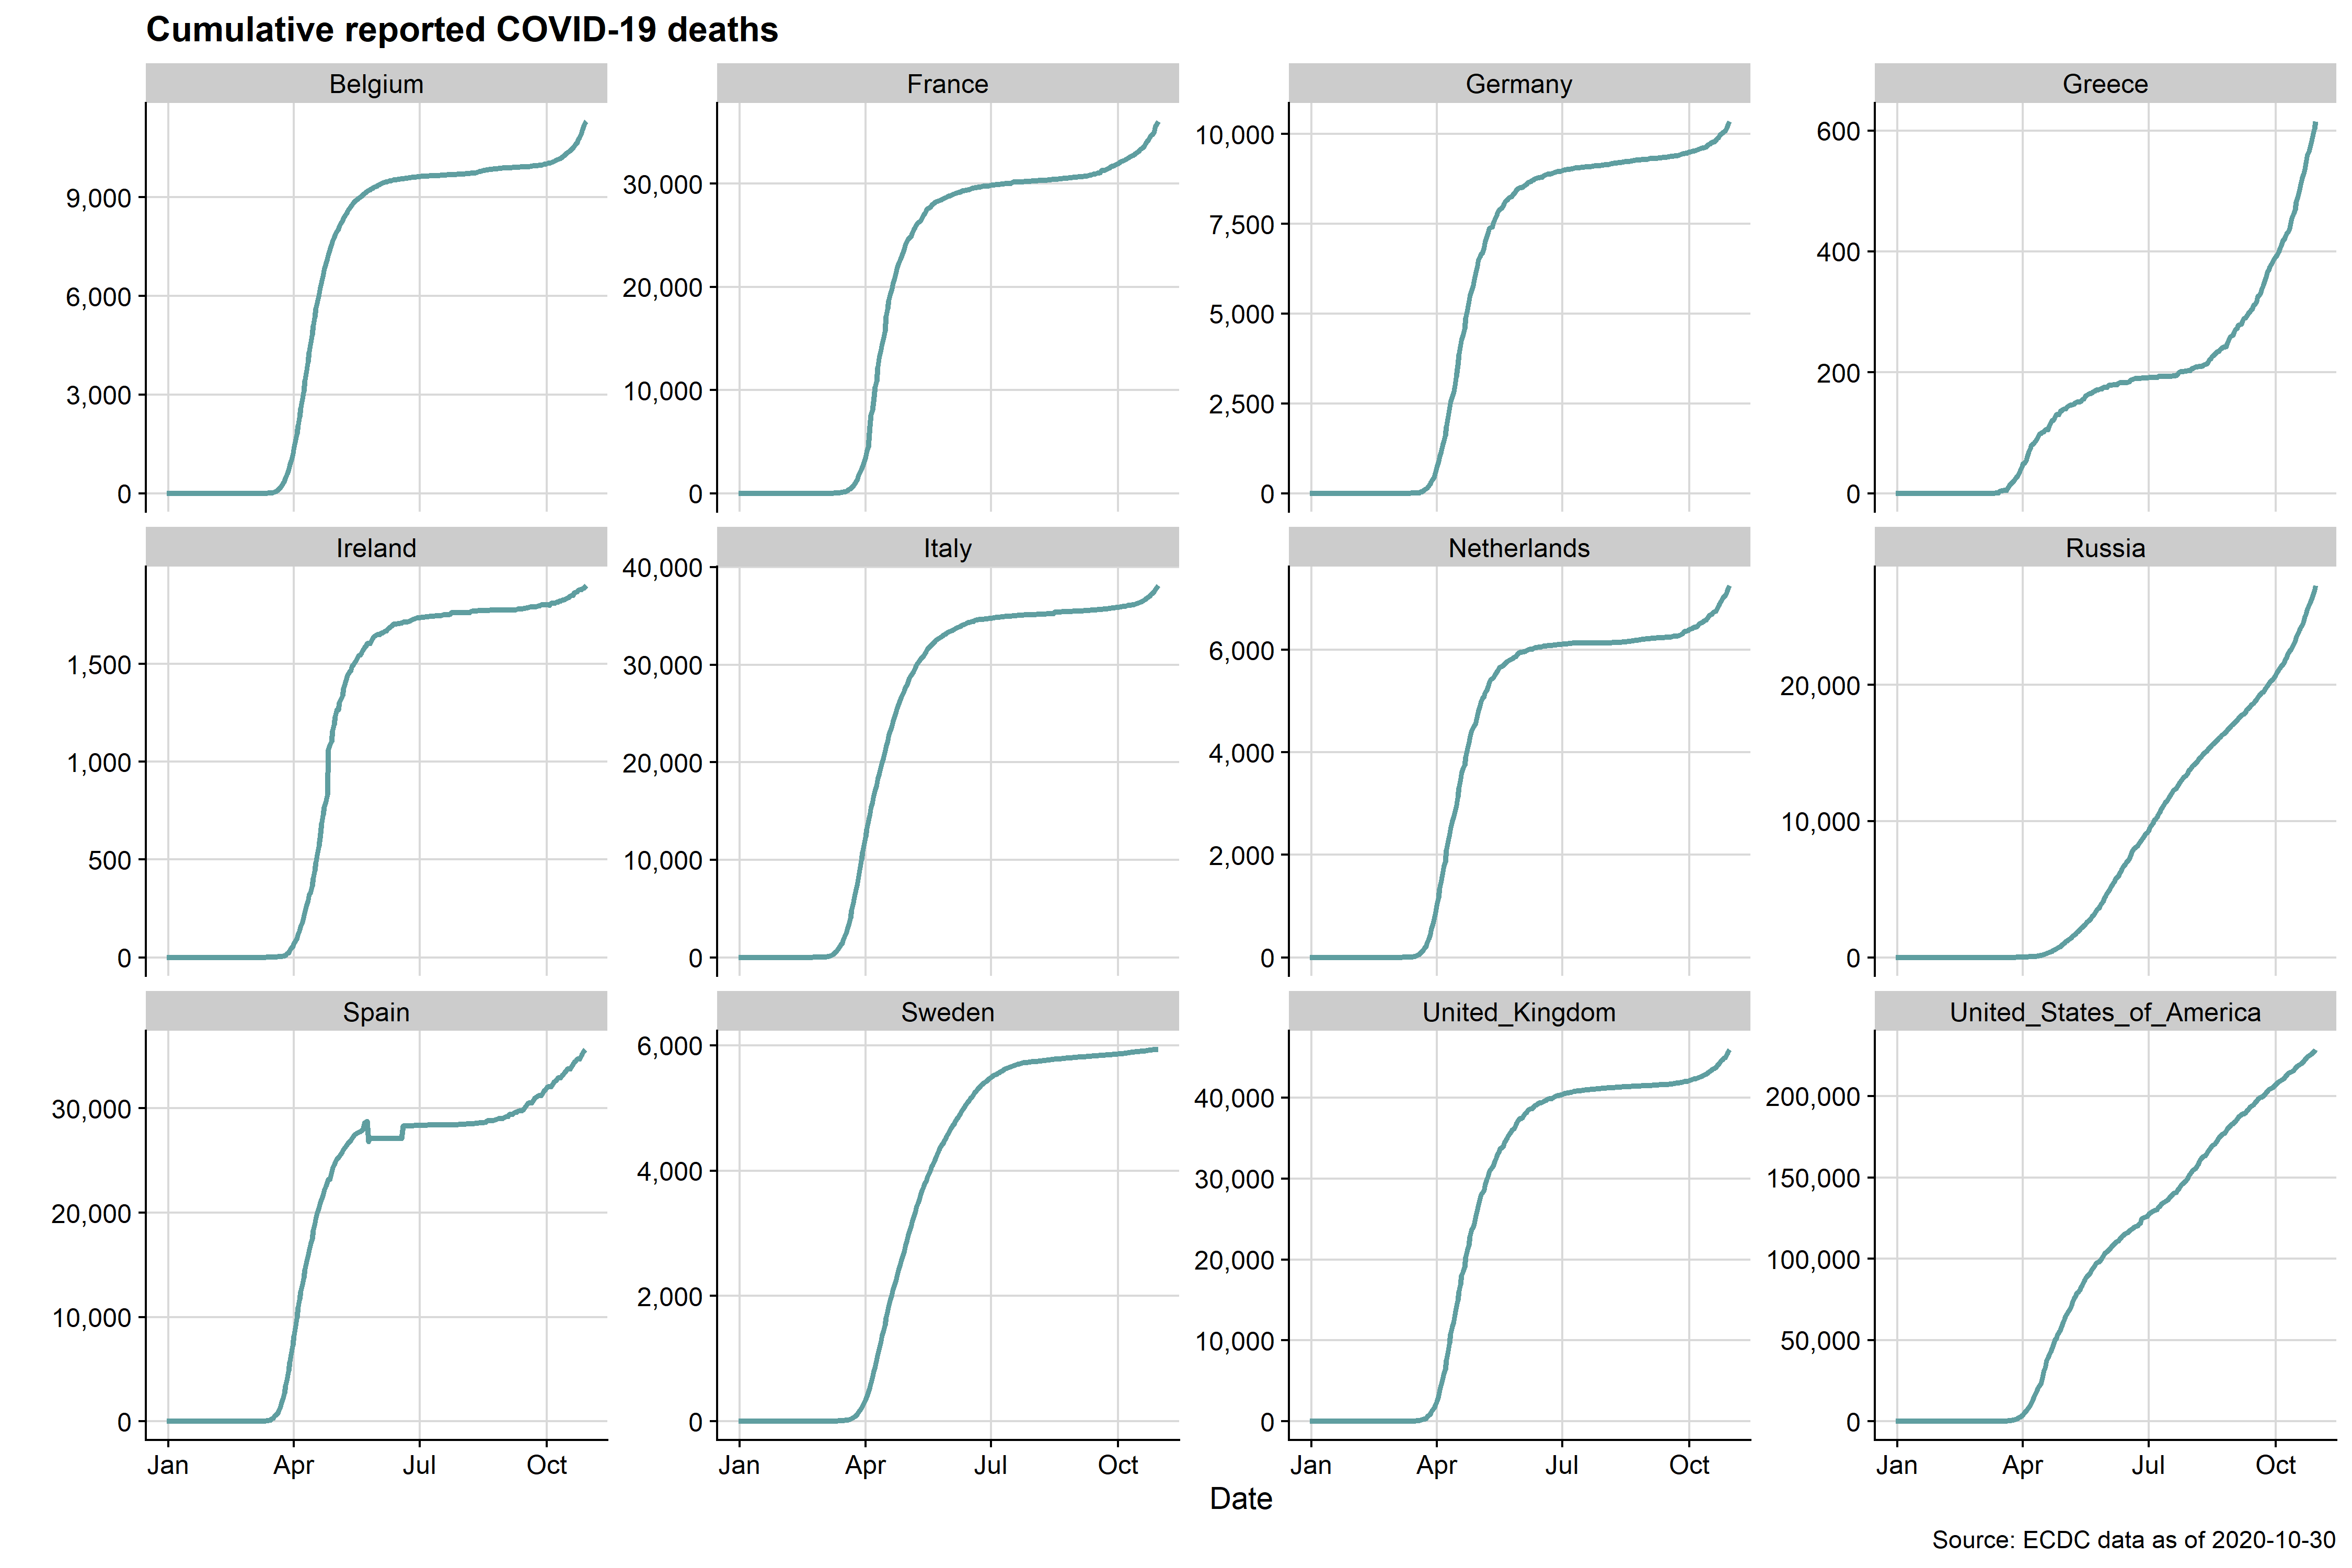 Cumulative reported COVID-19 deaths
Belgium
France
Germany
Greece
9,000
6,000
3,000
0
30,000
20,000
10,000
0
10,000
7,500
5,000
2,500
0
600
400
200
0
Ireland
Italy
Netherlands
Russia
1,500
1,000
500
0
40,000
30,000
20,000
10,000
0
6,000
4,000
2,000
0
20,000
10,000
0
Spain
Sweden
United_Kingdom
United_States_of_America
30,000
20,000
10,000
0
6,000
4,000
2,000
0
40,000
30,000
20,000
10,000
0
200,000
150,000
100,000
50,000
0
Jan Apr Jul Oct
Jan Apr Jul Oct
Jan Apr Jul Oct
Jan Apr Jul Oct
Date
Source: ECDC data as of 2020-10-30